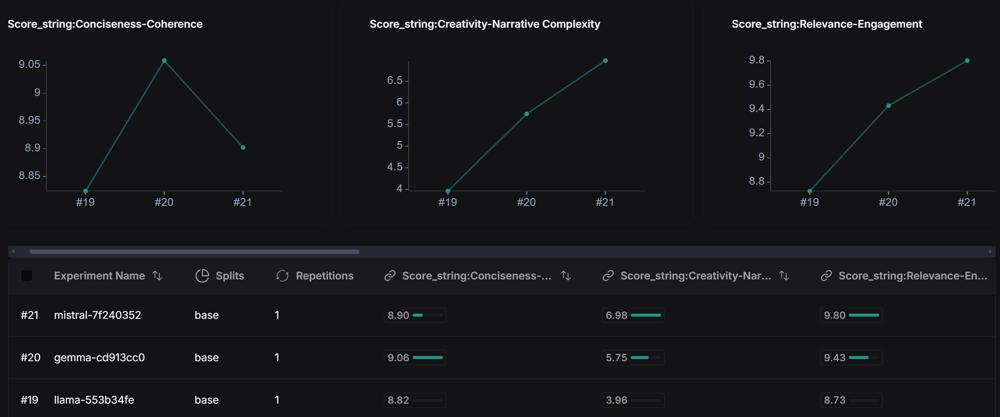 Score_string:Conciseness-Coherence
9.05
9
8.95
8.9
8.85
#19 #20 #21
Score_string:Creativity-Narrative Complexity
6.5
6
5.5
5
4.5
4
#19 #20 #21
Score_string:Relevance-Engagement
9.8
9.6
9.4
9.2
9
8.8
#19 #20 #21
Experiment Name Splits Repetitions Score_string:Conciseness-... Score_string:Creativity-Nar... Score_string:Relevance-En...
#21 mistral-7f240352 base 1 8.90 6.98 9.80
#20 gemma-cd913cc0 base 1 9.06 5.75 9.43
#19 llama-553b34fe base 1 8.82 3.96 8.73